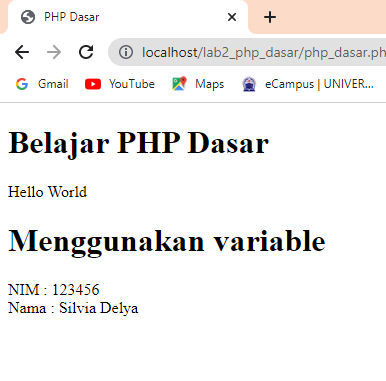 PHP Dasar
localhost/lab2_php_dasar/php_dasar.ph
Gmail YouTube Maps eCampus | UNIVER...
Belajar PHP Dasar
Hello World
Menggunakan variable
NIM : 123456
Nama : Silvia Delya